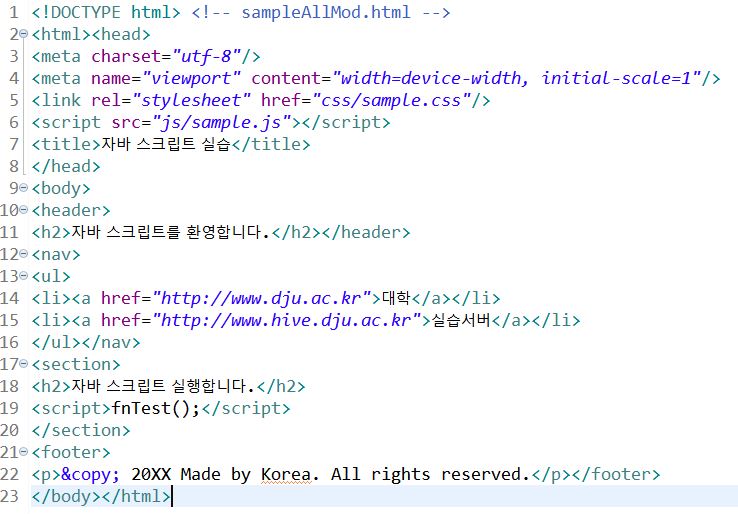 1 <!DOCTYPE html> <!-- sampleAllMod.html -->
2 <html><head>
3 <meta charset="utf-8"/>
4 <meta name="viewport" content="width=device-width, initial-scale=1"/>
5 <link rel="stylesheet" href="css/sample.css"/>
6 <script src="js/sample.js"></script>
7 <title>자바 스크립트 실습</title>
8 </head>
9 <body>
10 <header>
11 <h2>자바 스크립트를 환영합니다.</h2></header>
12 <nav>
13 <ul>
14 <li><a href="http://www.dju.ac.kr">대학</a></li>
15 <li><a href="http://www.hive.dju.ac.kr">실습서버</a></li>
16 </ul></nav>
17 <section>
18 <h2>자바 스크립트 실행합니다.</h2>
19 <script>fnTest();</script>
20 </section>
21 <footer>
22 <p>&copy; 20XX Made by Korea. All rights reserved.</p></footer>
23 </body></html>